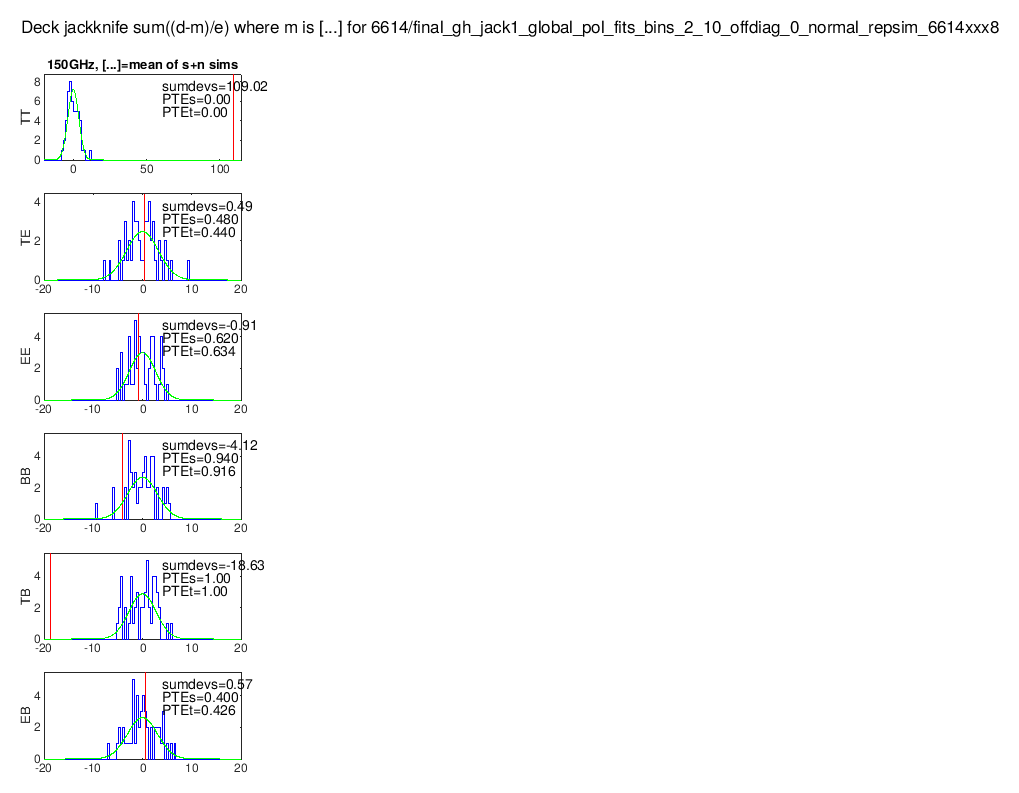 Deck jackknife sum((d-m)/e) where m is [...] for 6614/final_gh_jack1_global_pol_fits_bins_2_10_offdiag_0_normal_repsim_6614xxx8
150GHz, [...]=mean of s+n sims
TT
8
6
4
2
0
sumdevs=109.02
PTEs=0.00
PTEt=0.00
0 50 100
TE
4
2
0
sumdevs=0.49
PTEs=0.480
PTEt=0.440
-20 -10 0 10 20
EE
4
2
0
sumdevs=-0.91
PTEs=0.620
PTEt=0.634
-20 -10 0 10 20
BB
4
2
0
sumdevs=-4.12
PTEs=0.940
PTEt=0.916
-20 -10 0 10 20
TB
4
2
0
sumdevs=-18.63
PTEs=1.00
PTEt=1.00
-20 -10 0 10 20
EB
4
2
0
sumdevs=0.57
PTEs=0.400
PTEt=0.426
-20 -10 0 10 20